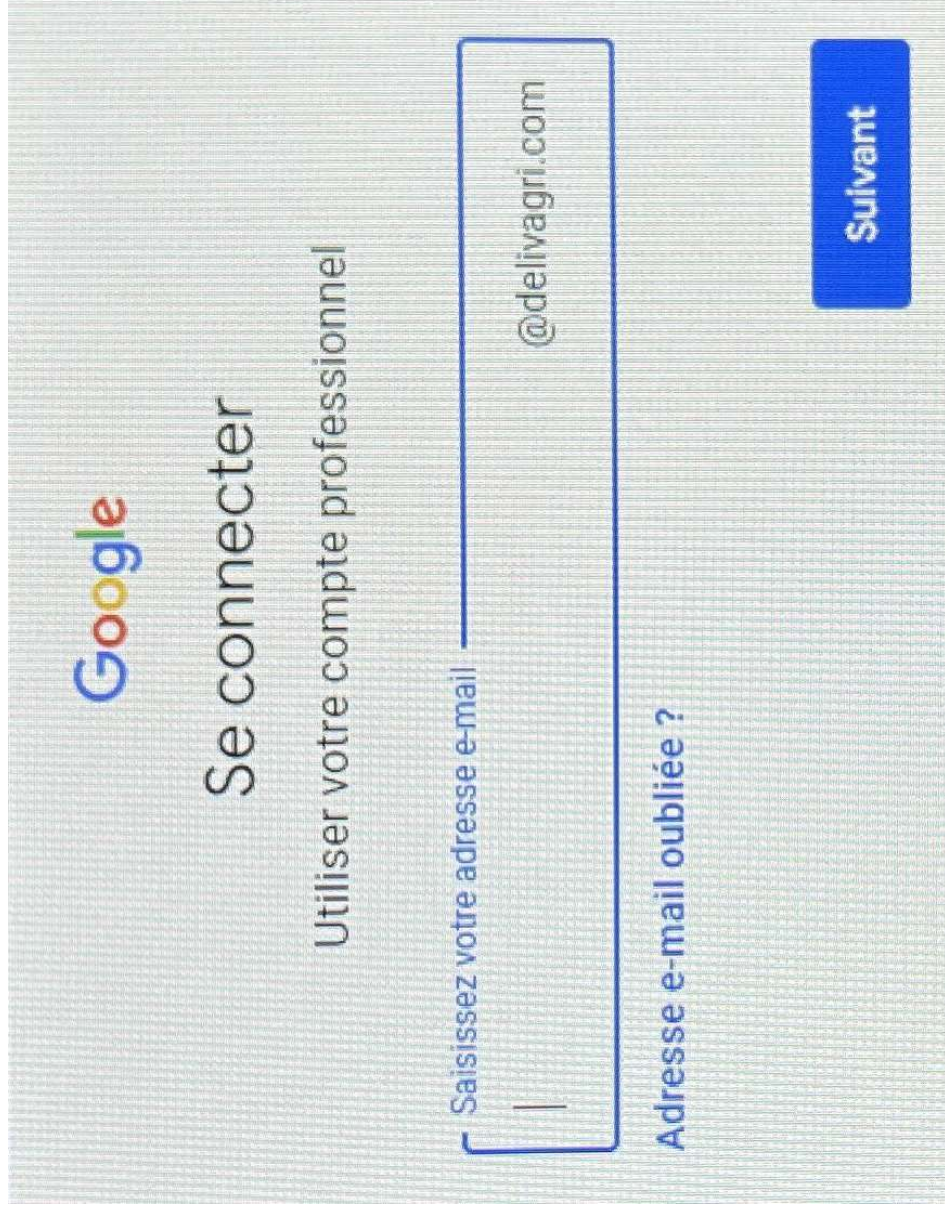 Google
Se connecter
Utiliser votre compte professionnel
Saisissez votre adresse e-mail
@delivagri.com
Adresse e-mail oubliée ?
Suivant